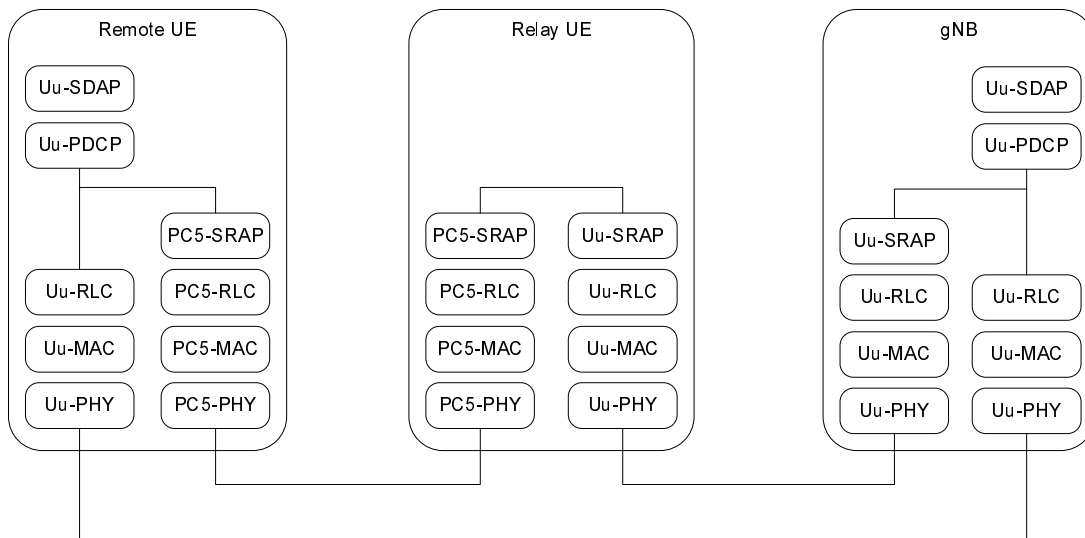 Remote UE
Uu-SDAP
Uu-PDCP
PC5-SRAP
Uu-RLC
PC5-RLC
Uu-MAC
PC5-MAC
Uu-PHY
PC5-PHY
Relay UE
PC5-SRAP
Uu-SRAP
PC5-RLC
Uu-RLC
PC5-MAC
Uu-MAC
PC5-PHY
Uu-PHY
gNB
Uu-SDAP
Uu-PDCP
Uu-SRAP
Uu-RLC
Uu-RLC
Uu-MAC
Uu-MAC
Uu-PHY
Uu-PHY